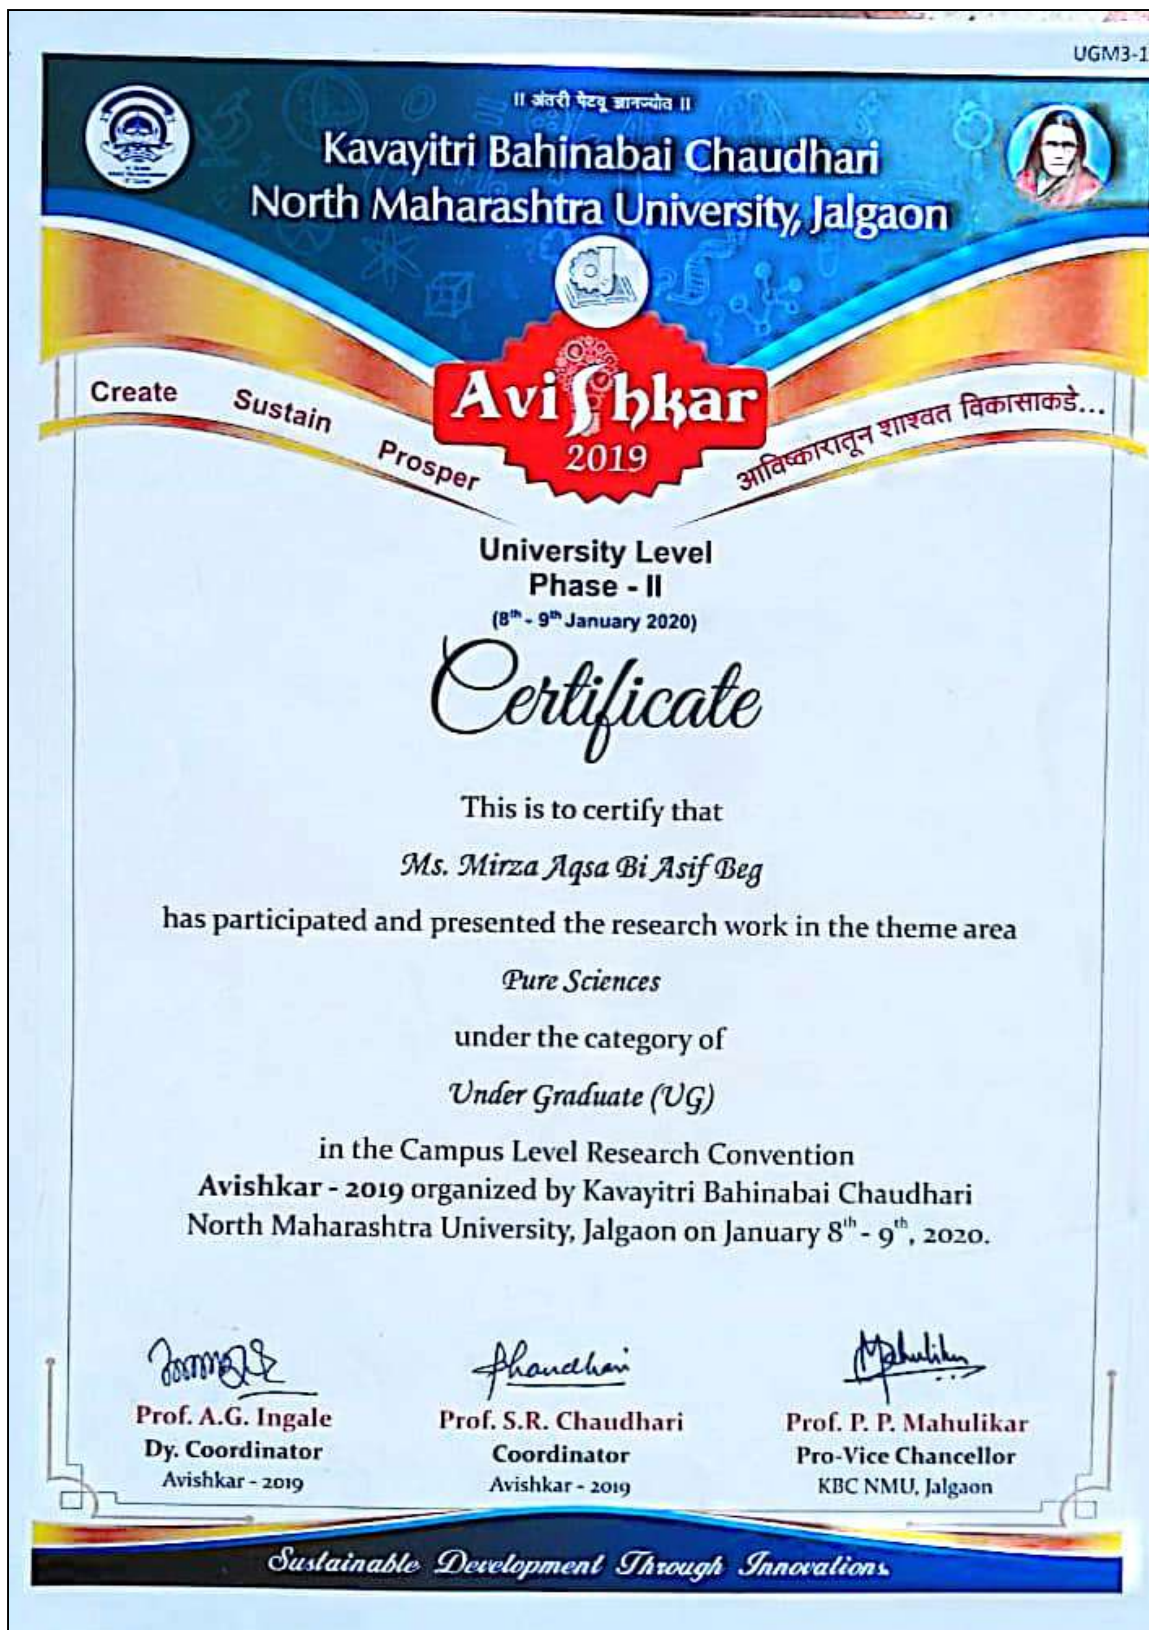 UGM3-1
॥ अंतरी पेटवू ज्ञानज्योत ॥
Kavayitri Bahinabai Chaudhari
North Maharashtra University, Jalgaon
Create Sustain Prosper
Avishkar
2019
आविष्कारातून शाश्वत विकासाकडे...
University Level
Phase - II
(8th - 9th January 2020)
Certificate
This is to certify that
Ms. Mirza Aqsa Bi Asif Beg
has participated and presented the research work in the theme area
Pure Sciences
under the category of
Under Graduate (UG)
in the Campus Level Research Convention
Avishkar - 2019 organized by Kavayitri Bahinabai Chaudhari
North Maharashtra University, Jalgaon on January 8th - 9th, 2020.
Chaudhari
Mahulikar
Prof. A.G. Ingale
Dy. Coordinator
Avishkar - 2019
Prof. S.R. Chaudhari
Coordinator
Avishkar - 2019
Prof. P. P. Mahulikar
Pro-Vice Chancellor
KBC NMU, Jalgaon
Sustainable Development Through Innovations